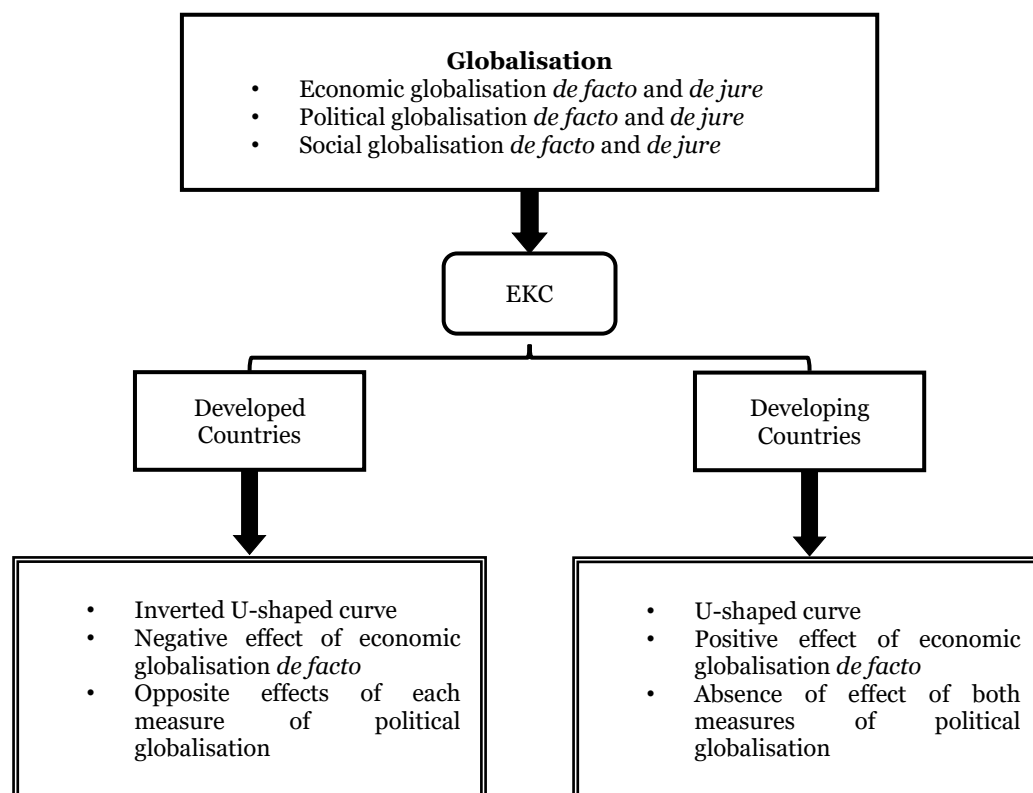 Globalisation
• Economic globalisation de facto and de jure
• Political globalisation de facto and de jure
• Social globalisation de facto and de jure
EKC
Developed
Countries
Developing
Countries
• Inverted U-shaped curve
• Negative effect of economic
globalisation de facto
• Opposite effects of each
measure of political
globalisation
• U-shaped curve
• Positive effect of economic
globalisation de facto
• Absence of effect of both
measures of political
globalisation